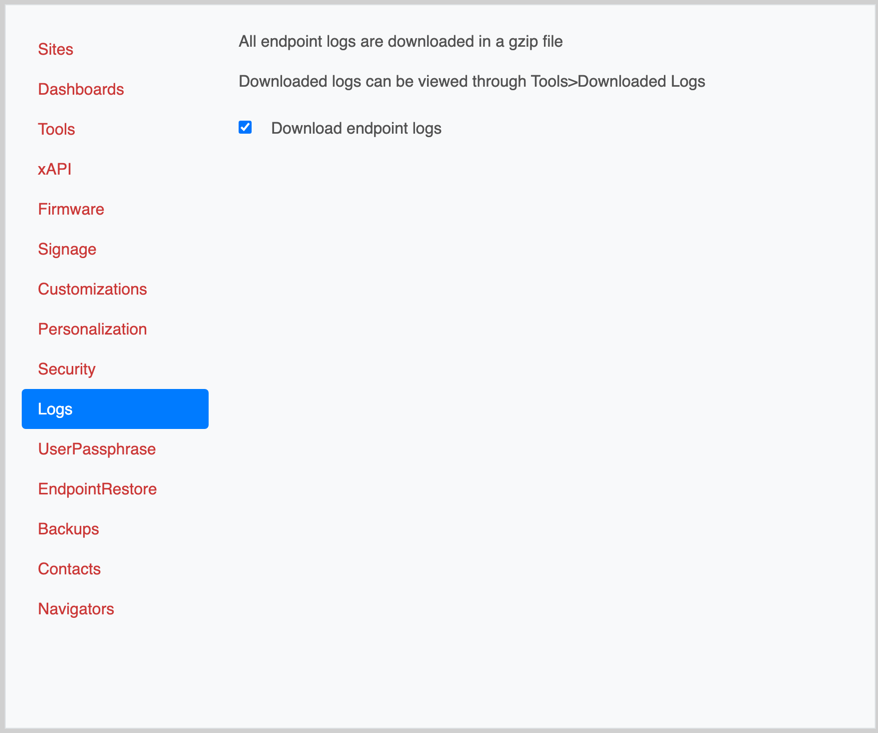 Sites
Dashboards
Tools
xAPI
Firmware
Signage
Customizations
Personalization
Security
Logs
UserPassphrase
EndpointRestore
Backups
Contacts
Navigators
All endpoint logs are downloaded in a gzip file
Downloaded logs can be viewed through Tools>Downloaded Logs
Download endpoint logs